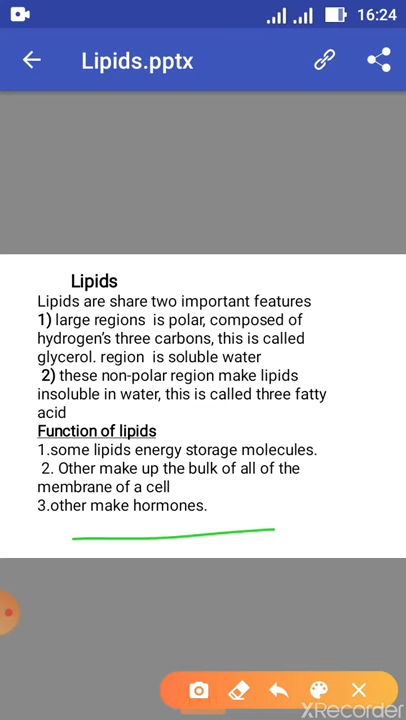 16:24
Lipids.pptx
Lipids
Lipids are share two important features
1) large regions is polar, composed of
hydrogen's three carbons, this is called
glycerol. region is soluble water
2) these non-polar region make lipids
insoluble in water, this is called three fatty
acid
Function of lipids
1.some lipids energy storage molecules.
2. Other make up the bulk of all of the
membrane of a cell
3.other make hormones.
XRecorder